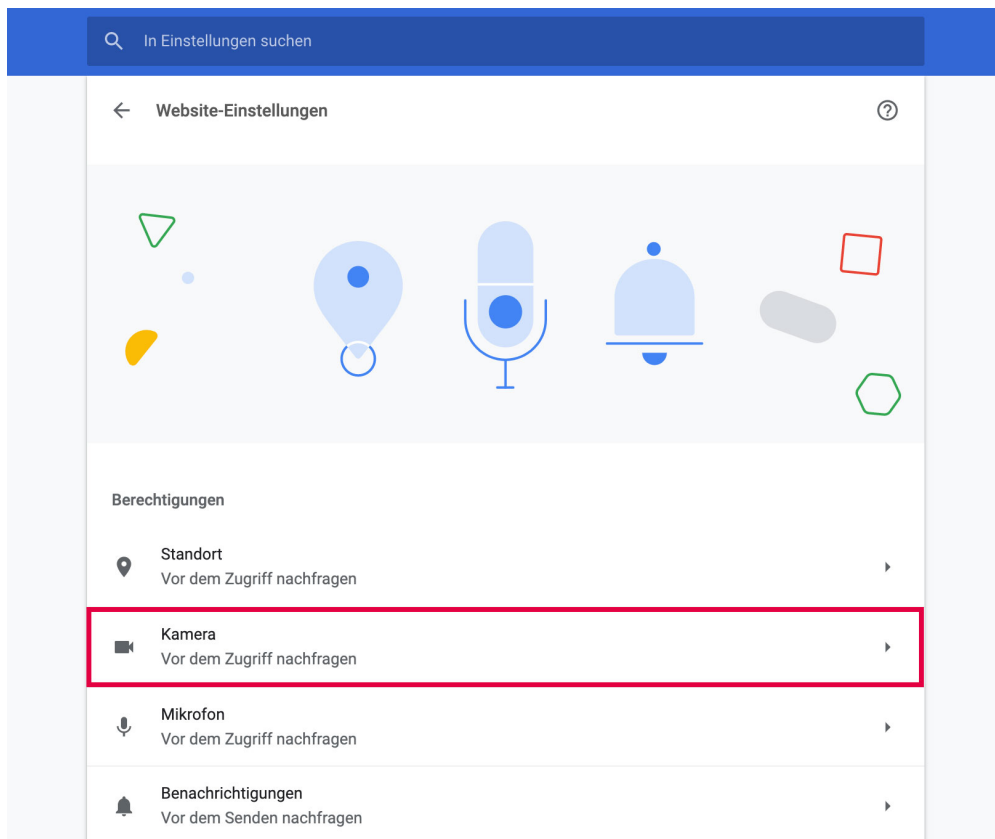 In Einstellungen suchen
Website-Einstellungen
Berechtigungen
Standort
Vor dem Zugriff nachfragen
Kamera
Vor dem Zugriff nachfragen
Mikrofon
Vor dem Zugriff nachfragen
Benachrichtigungen
Vor dem Senden nachfragen